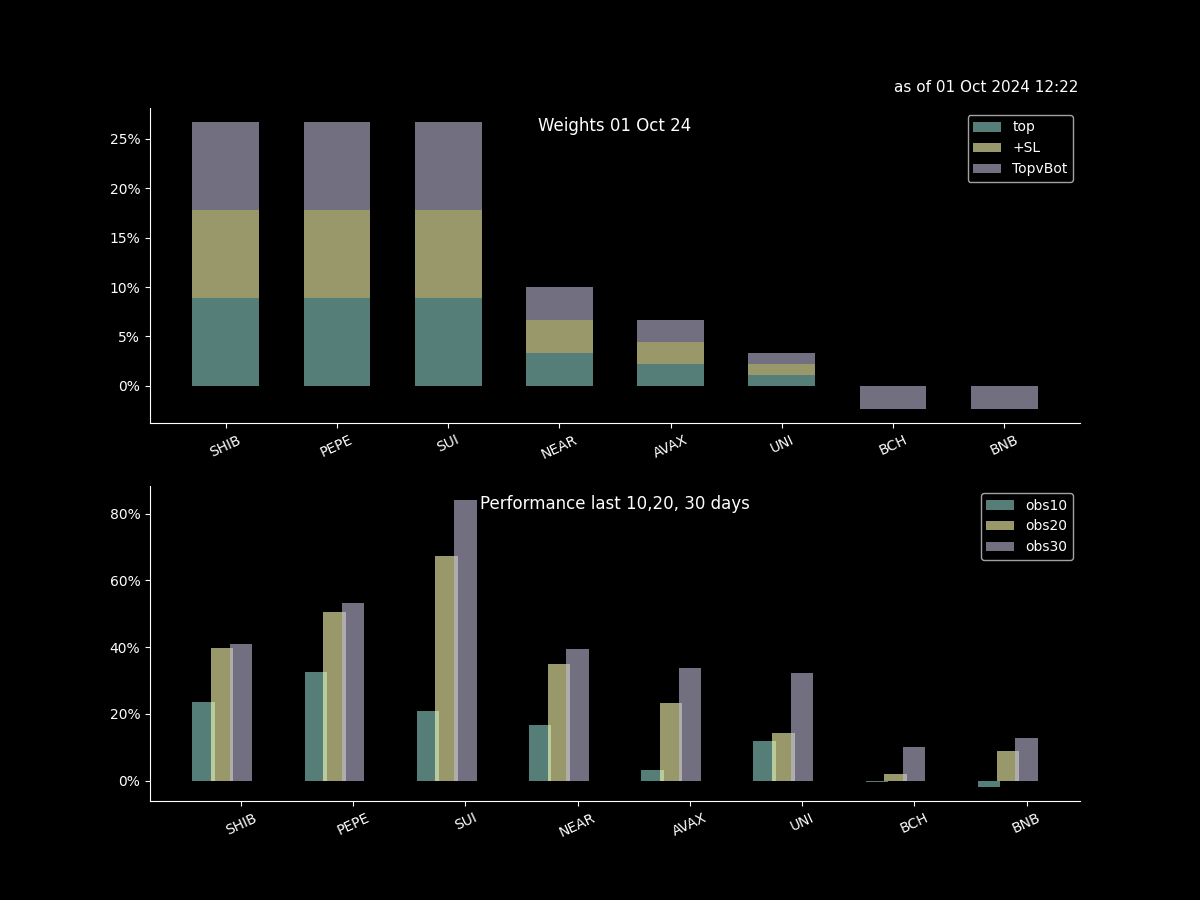 as of 01 Oct 2024 12:22
Weights 01 Oct 24
top
+SL
TopvBot
25%
20%
15%
10%
5%
0%
SHIB PEPE SUI NEAR AVAX UNI BCH BNB
Performance last 10,20, 30 days
obs10
obs20
obs30
80%
60%
40%
20%
0%
SHIB PEPE SUI NEAR AVAX UNI BCH BNB